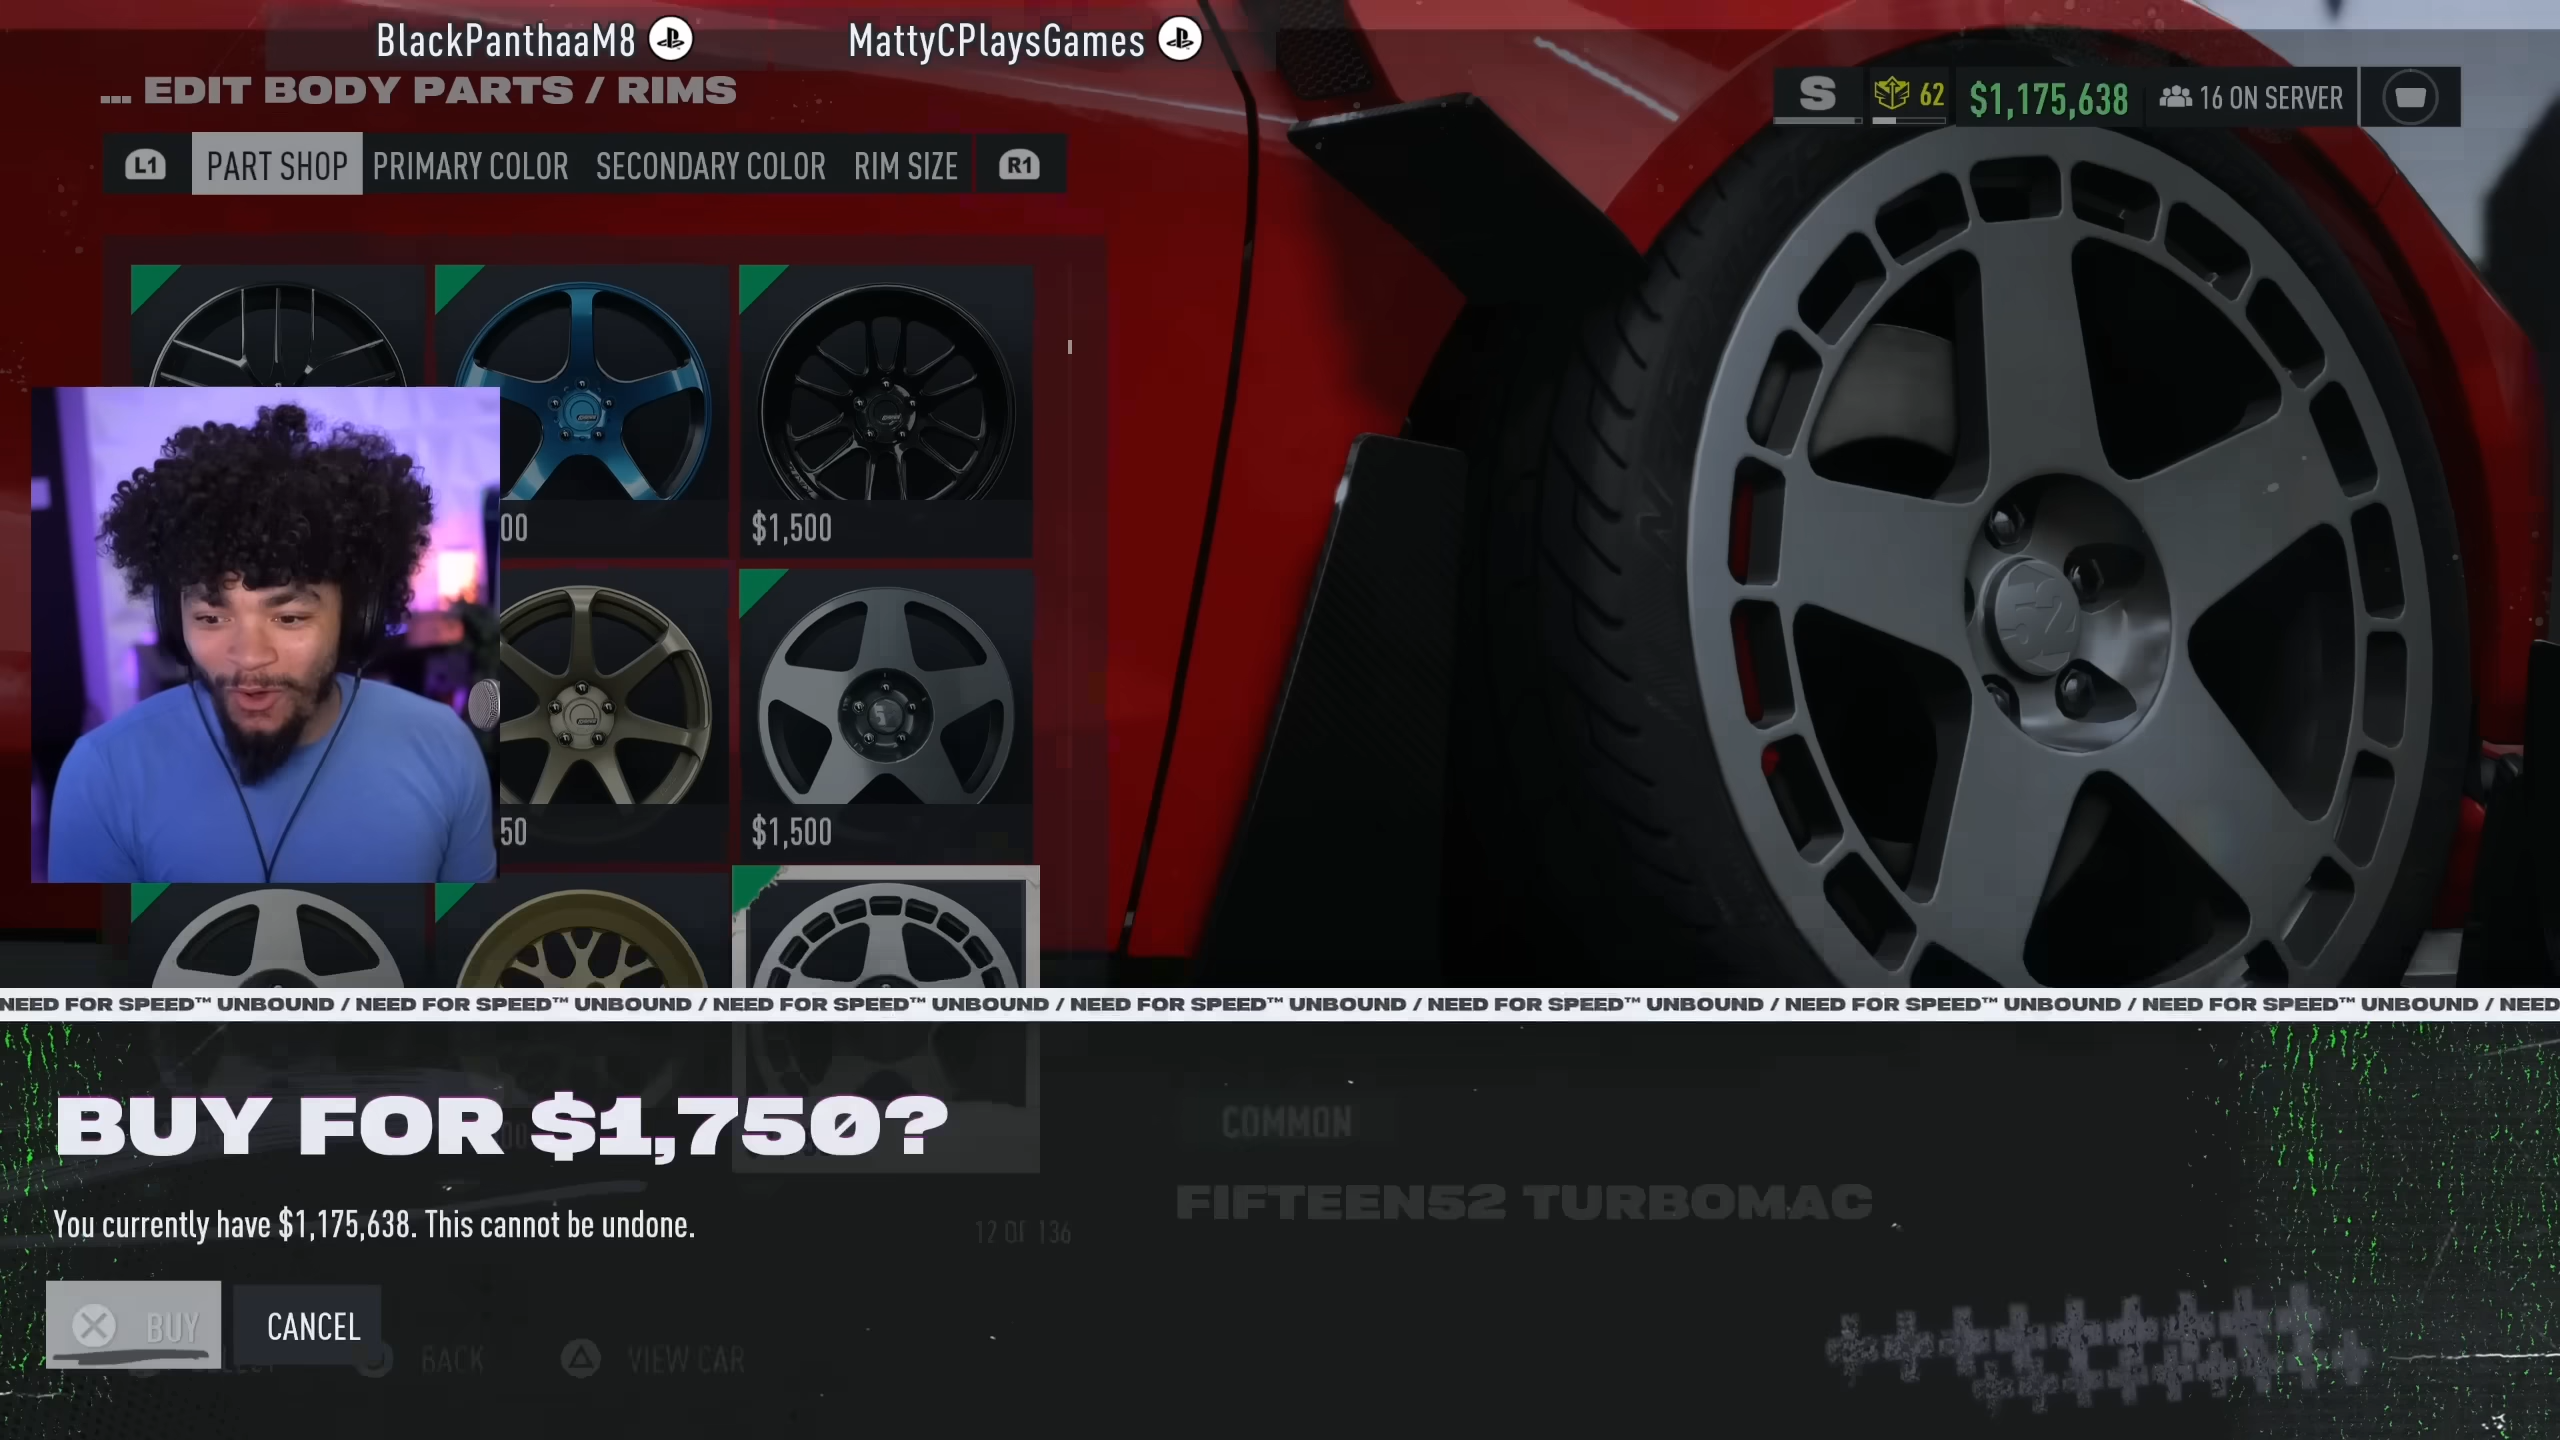 BlackPanthaaM8
MattyCPlaysGames
... EDIT BODY PARTS / RIMS
S
62
$1,175,638
16 ON SERVER
L1
PART SHOP
PRIMARY COLOR
SECONDARY COLOR
RIM SIZE
R1
00
$1,500
50
$1,500
52
NEED FOR SPEED™ UNBOUND / NEED FOR SPEED™ UNBOUND / NEED FOR SPEED™ UNBOUND / NEED FOR SPEED™ UNBOUND / NEED FOR SPEED™ UNBOUND / NEED FOR SPEED™ UNBOUND / NEED FOR SPEED™ UNBOUND / NEED
BUY FOR $1,750?
COMMON
FIFTEEN52 TURBOMAC
You currently have $1,175,638. This cannot be undone.
12 OF 136
BUY
CANCEL
BACK
VIEW CAR